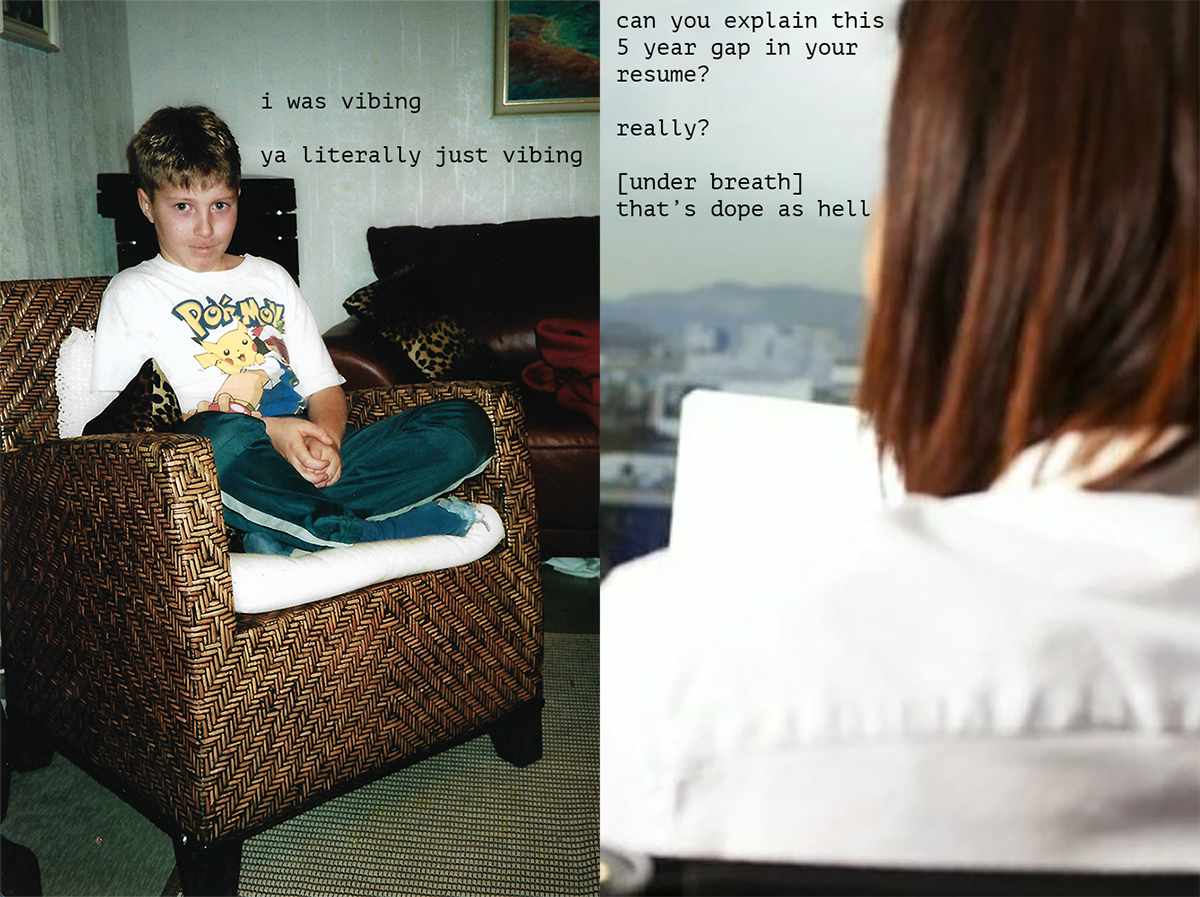 i was vibing
ya literally just vibing
POKéMON
can you explain this
5 year gap in your
resume?
really?
[under breath]
that's dope as hell